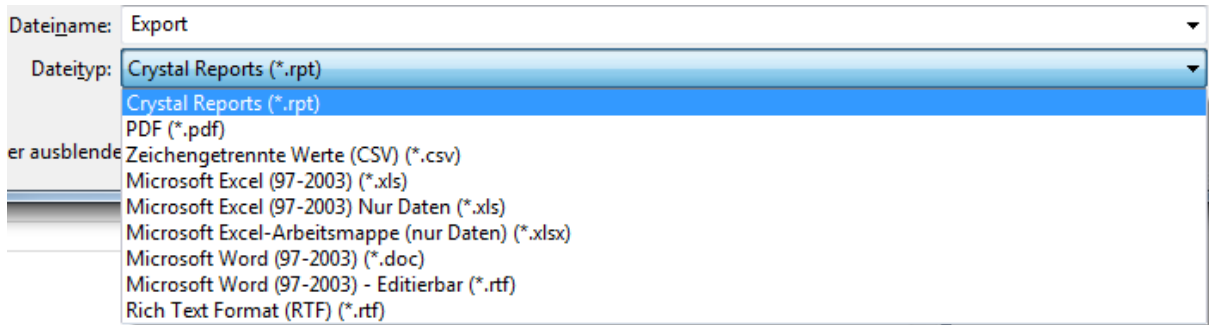 Dateiname: Export
Dateityp: Crystal Reports (*.rpt)
Crystal Reports (*.rpt)
PDF (*.pdf)
er ausblende Zeichengetrennte Werte (CSV) (*.csv)
Microsoft Excel (97-2003) (*.xls)
Microsoft Excel (97-2003) Nur Daten (*.xls)
Microsoft Excel-Arbeitsmappe (nur Daten) (*.xlsx)
Microsoft Word (97-2003) (*.doc)
Microsoft Word (97-2003) - Editierbar (*.rtf)
Rich Text Format (RTF) (*.rtf)